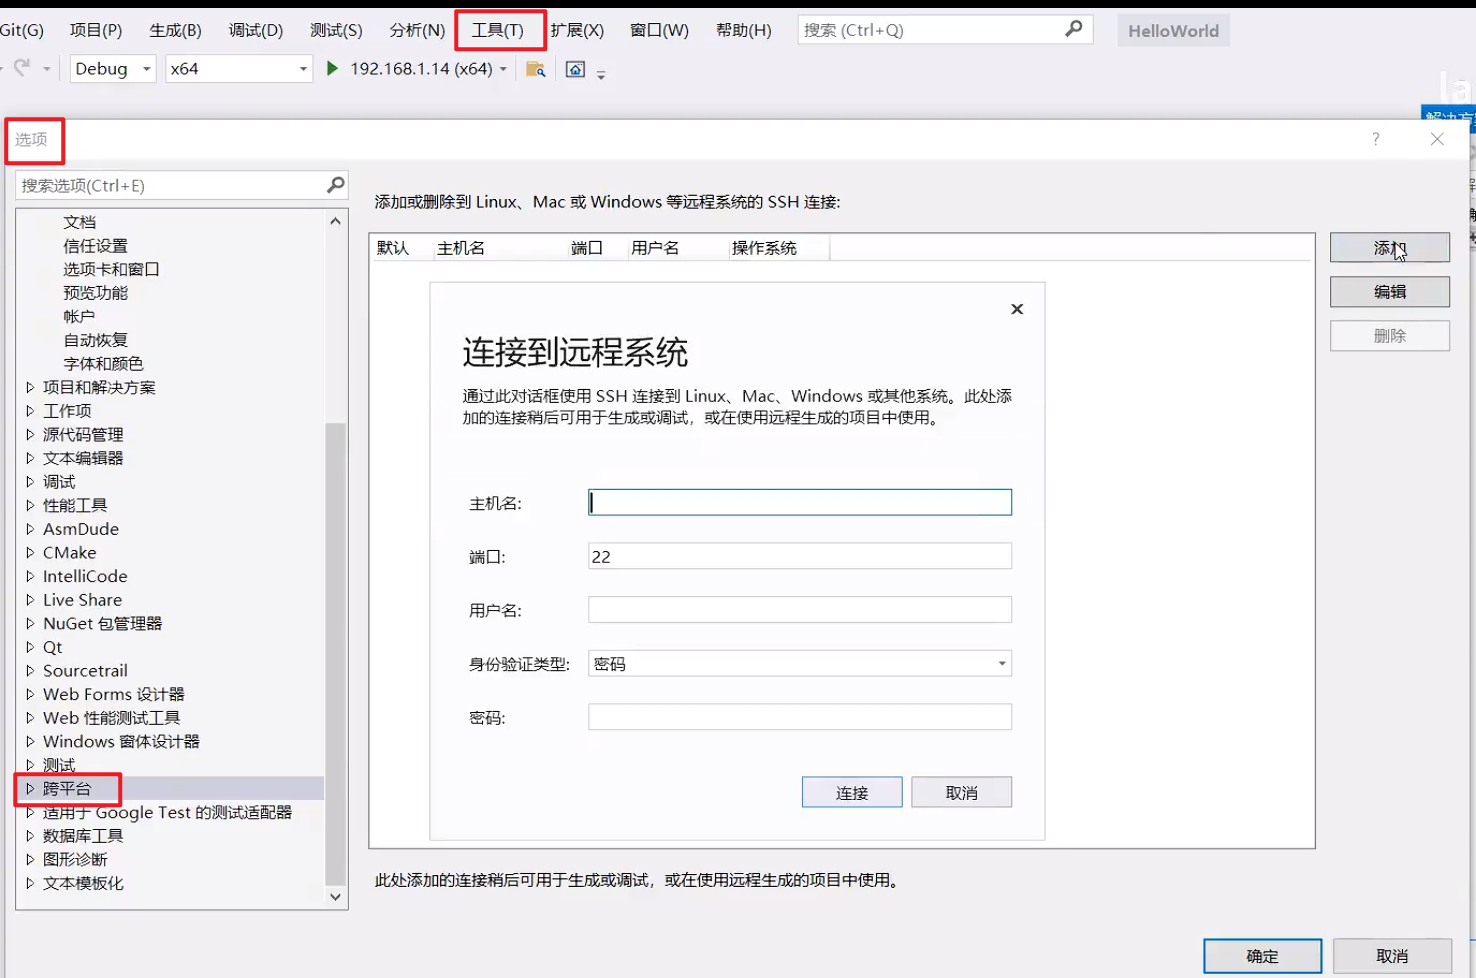 Git(G) 项目(P) 生成(B) 调试(D) 测试(S) 分析(N) 工具(T) 扩展(X) 窗口(W) 帮助(H) 搜索 (Ctrl+Q) HelloWorld
Debug x64 192.168.1.14 (x64)
选项
搜索选项(Ctrl+E)
文档
信任设置
选项卡和窗口
预览功能
帐户
自动恢复
字体和颜色
项目和解决方案
工作项
源代码管理
文本编辑器
调试
性能工具
AsmDude
CMake
IntelliCode
Live Share
NuGet 包管理器
Qt
Sourcetrail
Web Forms 设计器
Web 性能测试工具
Windows 窗体设计器
测试
跨平台
适用于 Google Test 的测试适配器
数据库工具
图形诊断
文本模板化
添加或删除到 Linux、Mac 或 Windows 等远程系统的 SSH 连接:
默认 主机名 端口 用户名 操作系统
添加
编辑
删除
连接到远程系统
通过此对话框使用 SSH 连接到 Linux、Mac、Windows 或其他系统。此处添
加的连接稍后可用于生成或调试，或在使用远程生成的项目中使用。
主机名:
端口: 22
用户名:
身份验证类型: 密码
密码:
连接 取消
此处添加的连接稍后可用于生成或调试，或在使用远程生成的项目中使用。
确定 取消